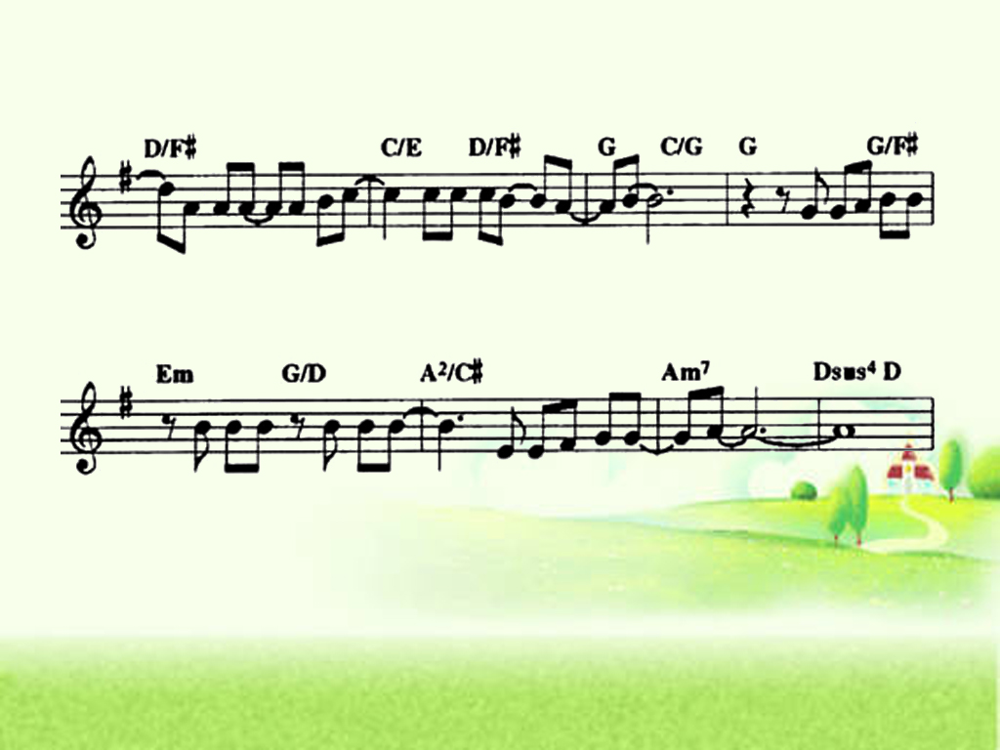 D/F♯ C/E D/F♯ G C/G G G/F♯
Em G/D A²/C♯ Am⁷ Dsus⁴ D